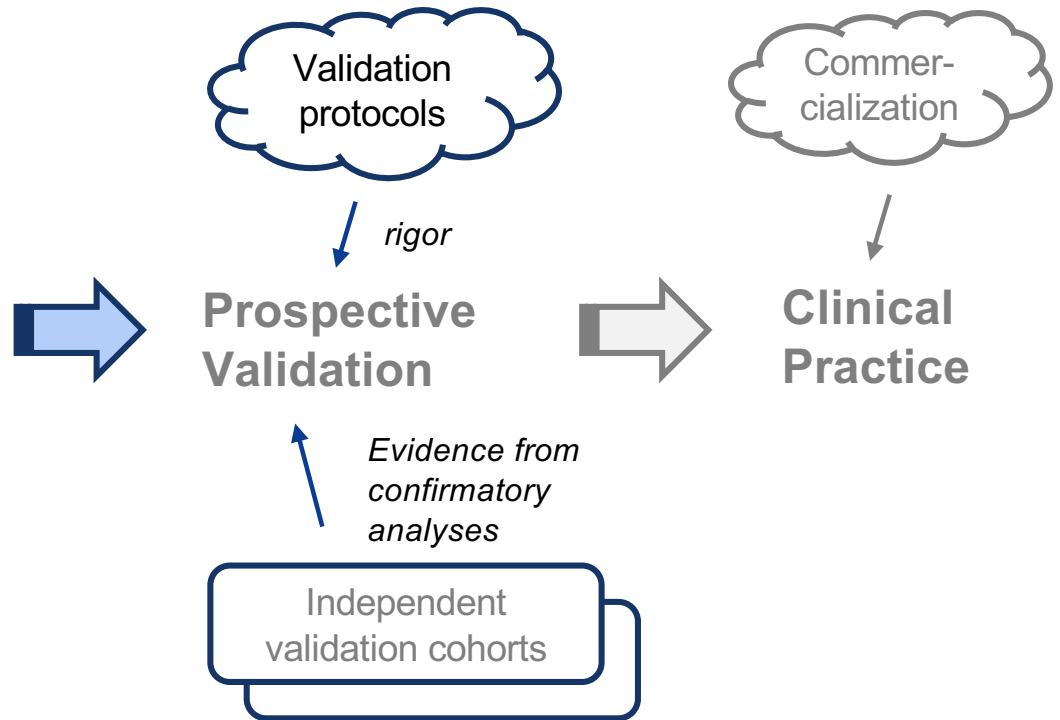 Validation
protocols
Commer-
cialization
rigor
Prospective
Validation
Clinical
Practice
Evidence from
confirmatory
analyses
Independent
validation cohorts